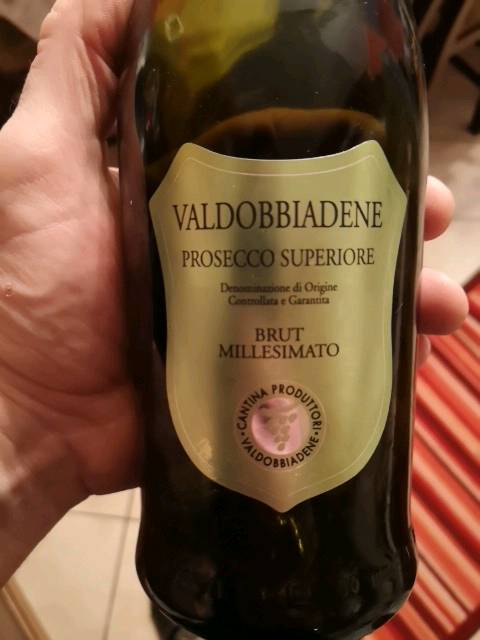 VALDOBBIADENE
PROSECCO SUPERIORE
Denominazione di Origine
Controllata e Garantita
BRUT
MILLESIMATO
• CANTINA PRODUTTORI •
VALDOBBIADENE